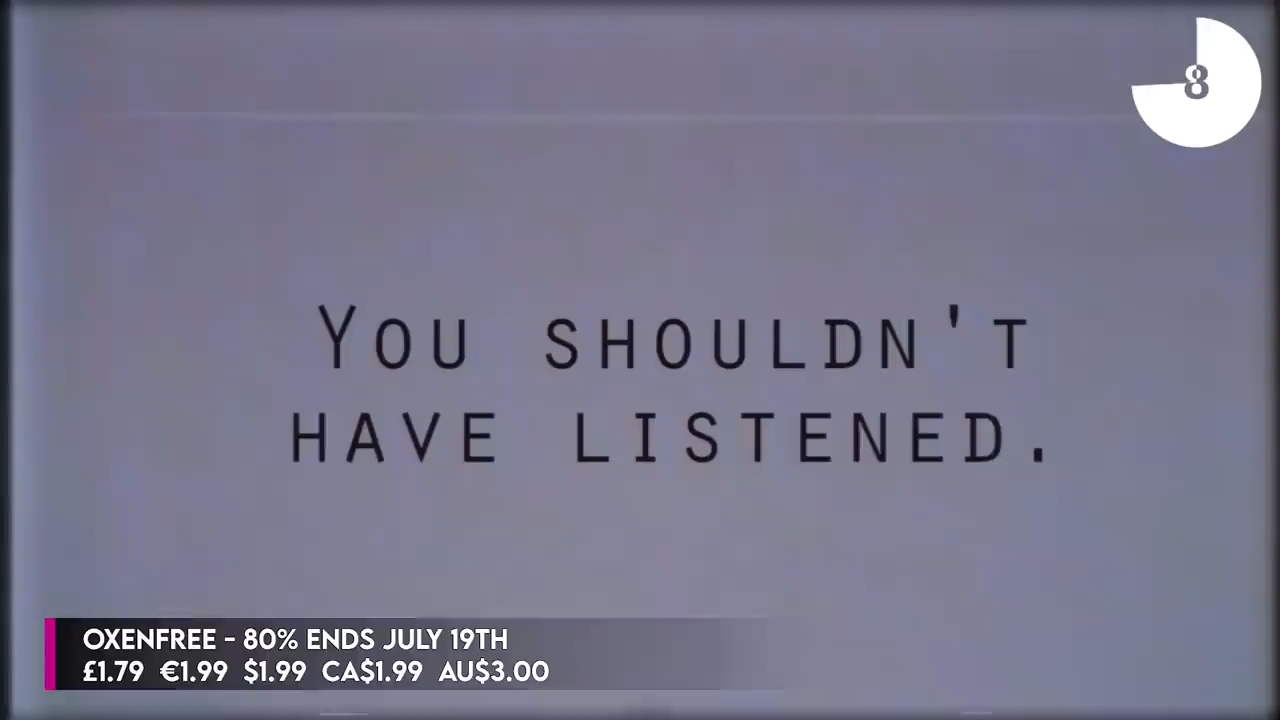 8
YOU SHOULDN'T
HAVE LISTENED.
OXENFREE - 80% ENDS JULY 19TH
£1.79 €1.99 $1.99 CA$1.99 AU$3.00